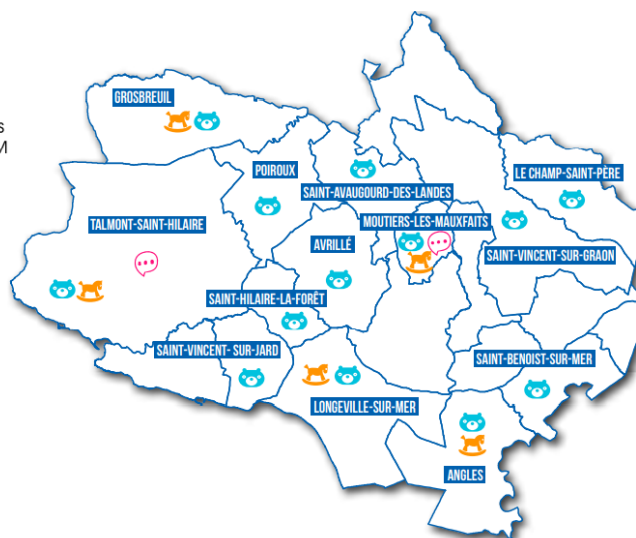 GROSBREUIL
S
M
POIROUX
LE CHAMP-SAINT-PÈRE
SAINT-AVAUGOURD-DES-LANDES
TALMONT-SAINT-HILAIRE
MOUTIERS-LES-MAUXFAITS
AVRILLÉ
SAINT-VINCENT-SUR-GRAON
SAINT-HILAIRE-LA-FORÊT
SAINT-VINCENT- SUR-JARD
SAINT-BENOIST-SUR-MER
LONGEVILLE-SUR-MER
ANGLES